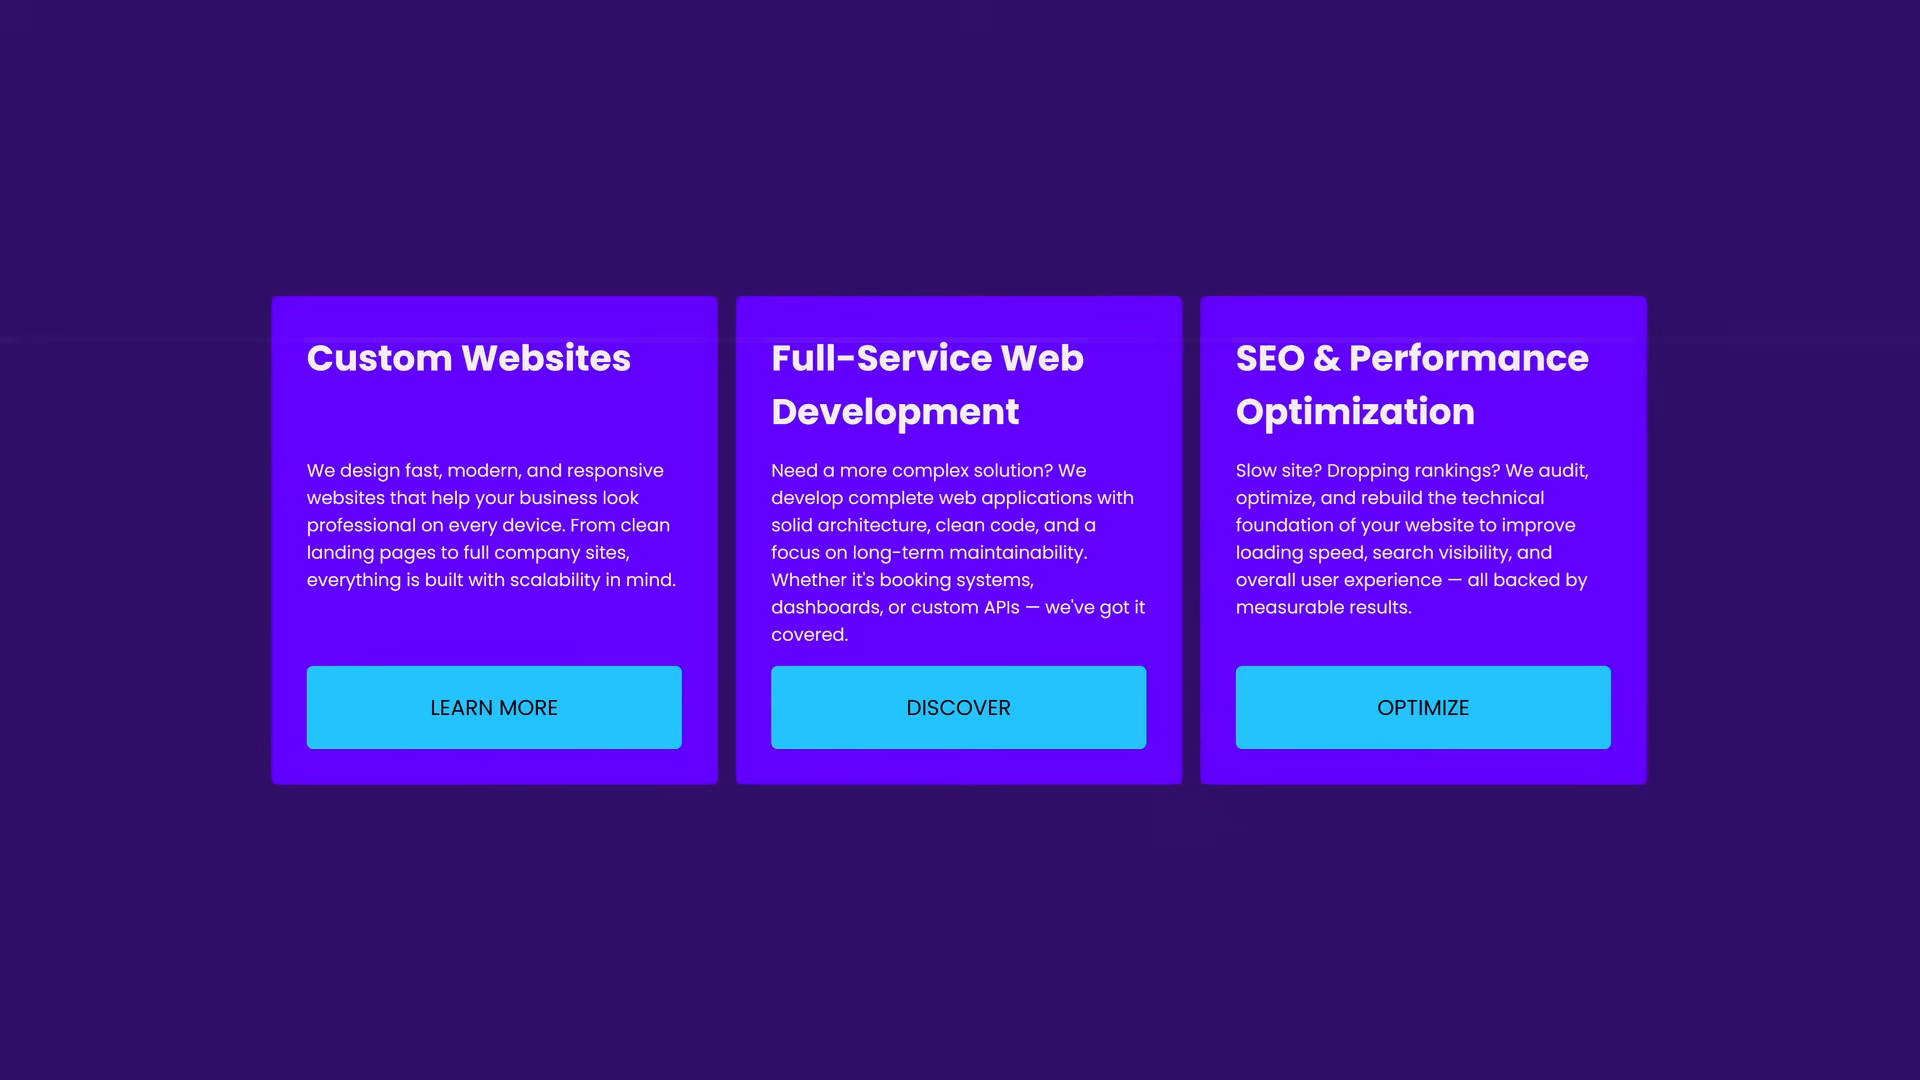 Custom Websites
We design fast, modern, and responsive
websites that help your business look
professional on every device. From clean
landing pages to full company sites,
everything is built with scalability in mind.
LEARN MORE
Full-Service Web
Development
Need a more complex solution? We
develop complete web applications with
solid architecture, clean code, and a
focus on long-term maintainability.
Whether it's booking systems,
dashboards, or custom APIs — we've got it
covered.
DISCOVER
SEO & Performance
Optimization
Slow site? Dropping rankings? We audit,
optimize, and rebuild the technical
foundation of your website to improve
loading speed, search visibility, and
overall user experience — all backed by
measurable results.
OPTIMIZE